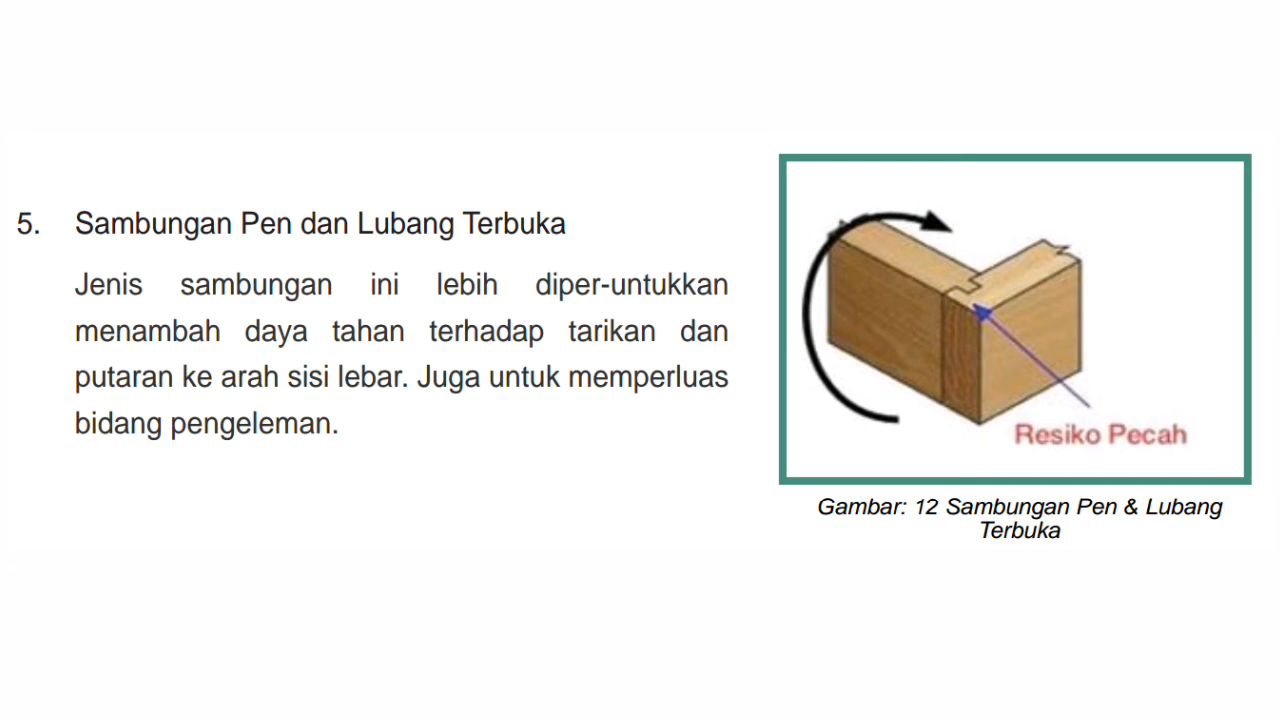 5. Sambungan Pen dan Lubang Terbuka
Jenis sambungan ini lebih diper-untukkan
menambah daya tahan terhadap tarikan dan
putaran ke arah sisi lebar. Juga untuk memperluas
bidang pengeleman.
Resiko Pecah
Gambar: 12 Sambungan Pen & Lubang
Terbuka